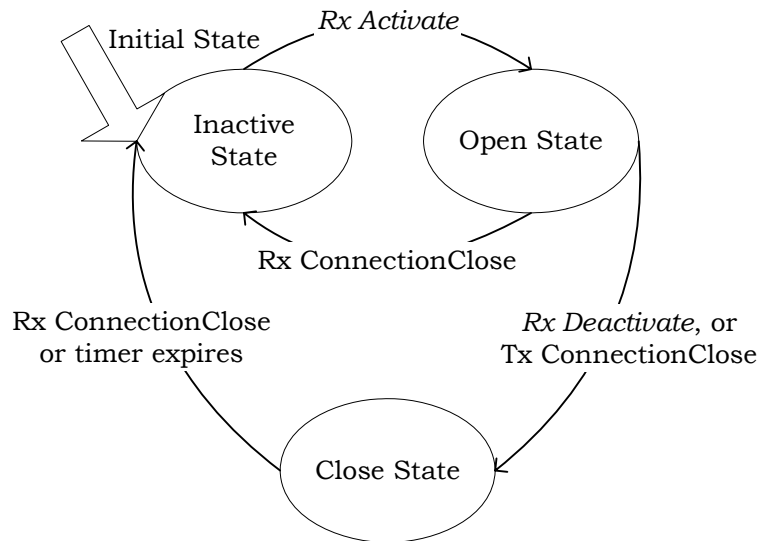 Rx Activate
Initial State
Inactive
State
Open State
Rx ConnectionClose
Rx ConnectionClose
or timer expires
Rx Deactivate, or
Tx ConnectionClose
Close State